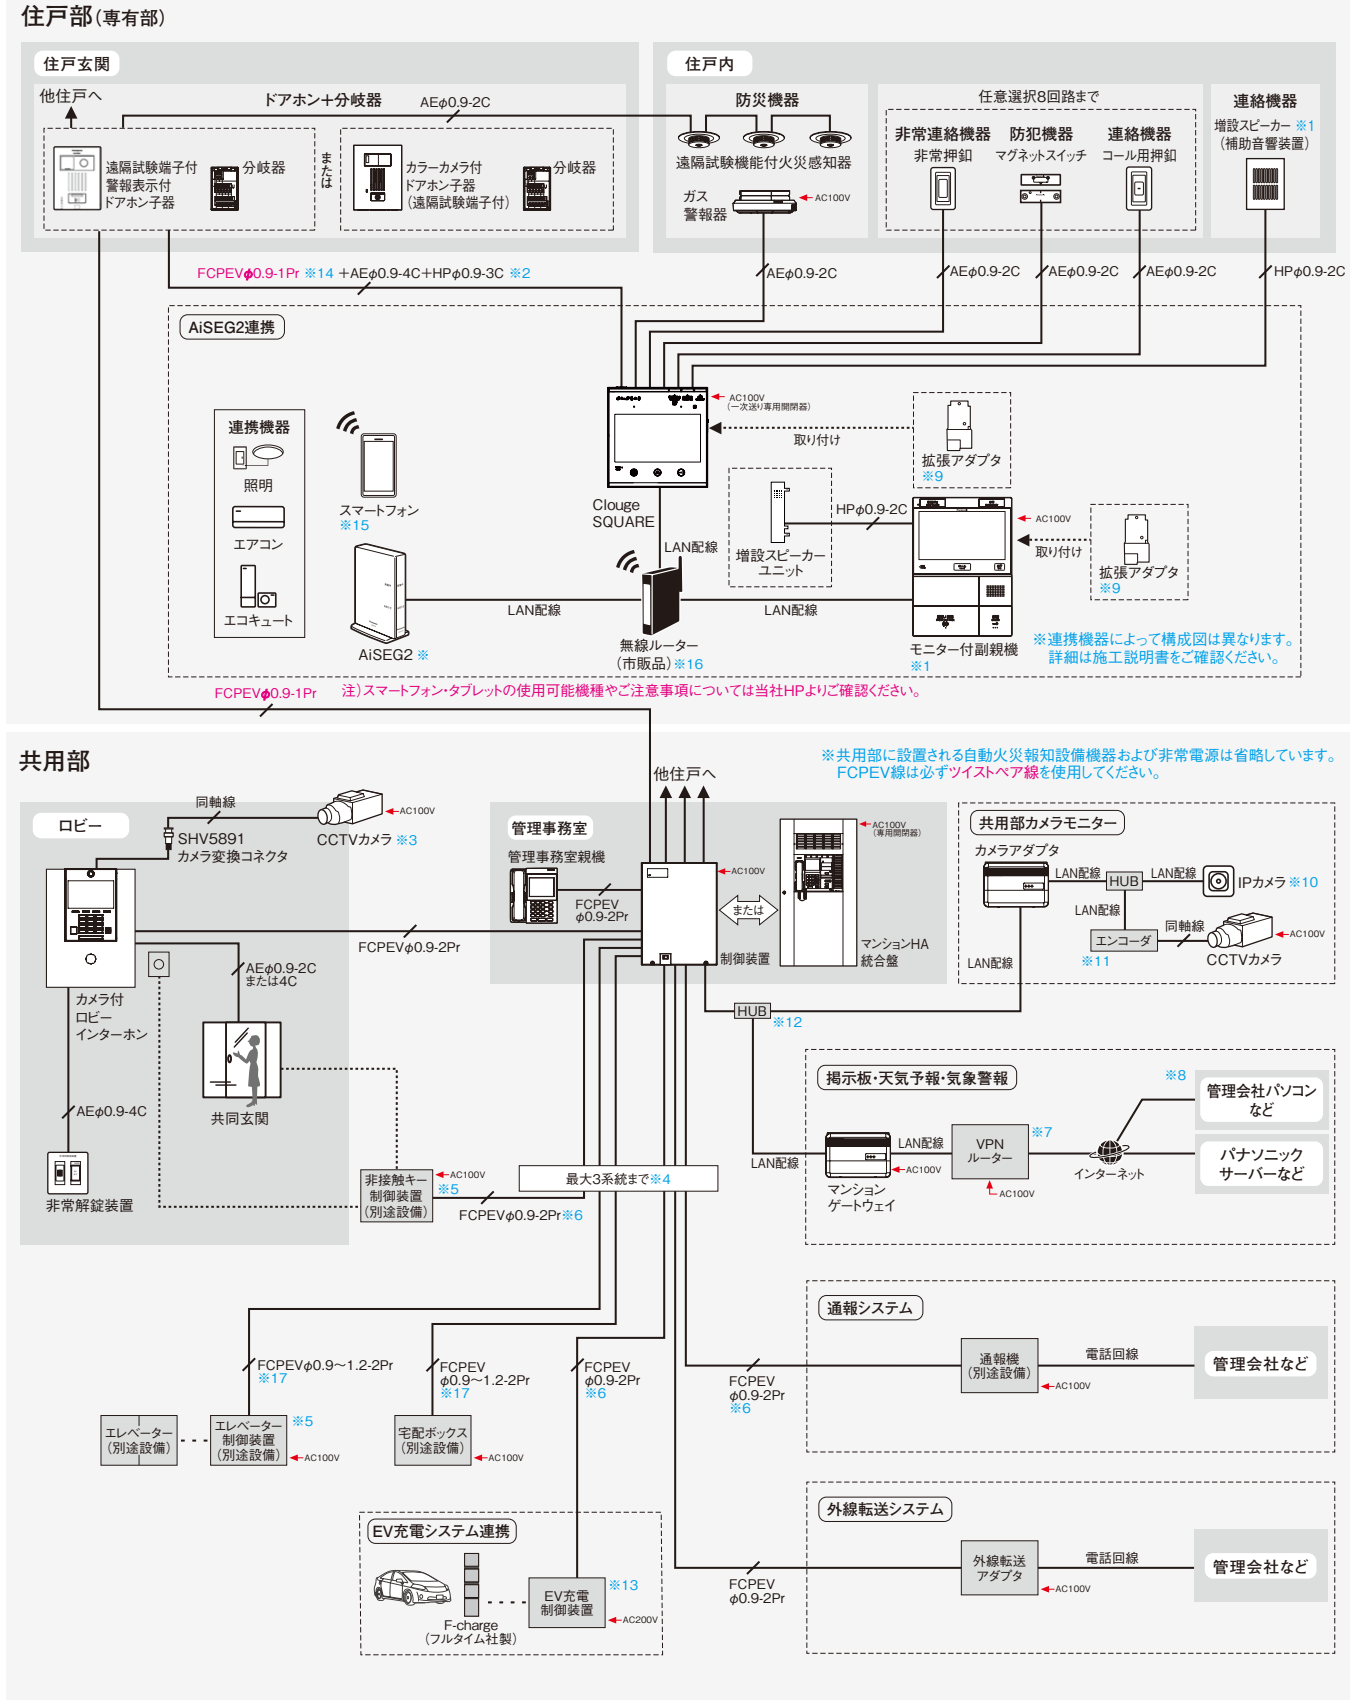 住戸部(専有部)
住戸玄関
他住戸へ
ドアホン+分岐器
AEφ0.9-2C
遠隔試験端子付
警報表示付
ドアホン子器
分岐器
または
カラーカメラ付
ドアホン子器
(遠隔試験端子付)
分岐器
住戸内
防災機器
遠隔試験機能付火災感知器
ガス
警報器
AC100V
任意選択8回路まで
非常連絡機器
非常押釦
防犯機器
マグネットスイッチ
連絡機器
コール用押釦
連絡機器
増設スピーカー ※1
(補助音響装置)
FCPEVφ0.9-1Pr ※14 +AEφ0.9-4C+HPφ0.9-3C ※2
AEφ0.9-2C
AEφ0.9-2C
AEφ0.9-2C
AEφ0.9-2C
HPφ0.9-2C
AiSEG2連携
連携機器
照明
エアコン
エコキュート
スマートフォン
※15
AiSEG2 ※
AC100V
(一次送り専用開閉器)
Clouge
SQUARE
取り付け
拡張アダプタ
※9
増設スピーカー
ユニット
HPφ0.9-2C
AC100V
取り付け
拡張アダプタ
※9
LAN配線
LAN配線
LAN配線
無線ルーター
(市販品)※16
モニター付副親機
※1
※連携機器によって構成図は異なります。
詳細は施工説明書をご確認ください。
FCPEVφ0.9-1Pr
注)スマートフォン・タブレットの使用可能機種やご注意事項については当社HPよりご確認ください。
共用部
※共用部に設置される自動火災報知設備機器および非常電源は省略しています。
FCPEV線は必ずツイストペア線を使用してください。
他住戸へ
ロビー
同軸線
AC100V
CCTVカメラ ※3
SHV5891
カメラ変換コネクタ
カメラ付
ロビー
インターホン
FCPEVφ0.9-2Pr
AEφ0.9-2C
または4C
共同玄関
AEφ0.9-4C
非常解錠装置
管理事務室
管理事務室親機
FCPEV
φ0.9-2Pr
AC100V
または
制御装置
AC100V
(専用開閉器)
マンションHA
統合盤
共用部カメラモニター
カメラアダプタ
LAN配線
HUB
LAN配線
IPカメラ ※10
LAN配線
エンコーダ
※11
同軸線
AC100V
CCTVカメラ
LAN配線
HUB
※12
掲示板・天気予報・気象警報
LAN配線
マンション
ゲートウェイ
AC100V
LAN配線
VPN
ルーター
※7
AC100V
インターネット
※8
管理会社パソコン
など
パナソニック
サーバーなど
非接触キー
制御装置
(別途設備)
AC100V
※5
FCPEVφ0.9-2Pr※6
最大3系統まで※4
FCPEVφ0.9~1.2-2Pr
※17
エレベーター
(別途設備)
エレベーター
制御装置
(別途設備)
※5
AC100V
FCPEV
φ0.9~1.2-2Pr
※17
宅配ボックス
(別途設備)
AC100V
FCPEV
φ0.9-2Pr
※6
EV充電システム連携
F-charge
(フルタイム社製)
EV充電
制御装置
※13
AC200V
通報システム
FCPEV
φ0.9-2Pr
※6
通報機
(別途設備)
AC100V
電話回線
管理会社など
外線転送システム
FCPEV
φ0.9-2Pr
外線転送
アダプタ
AC100V
電話回線
管理会社など